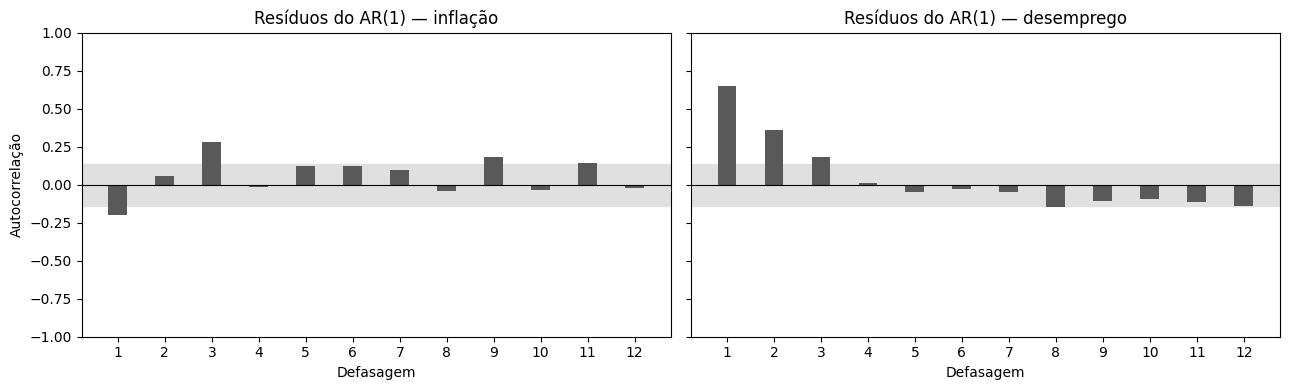 Resíduos do AR(1) — inflação
Resíduos do AR(1) — desemprego
1.00
0.75
0.50
0.25
0.00
−0.25
−0.50
−0.75
−1.00
Autocorrelação
1 2 3 4 5 6 7 8 9 10 11 12
1 2 3 4 5 6 7 8 9 10 11 12
Defasagem
Defasagem